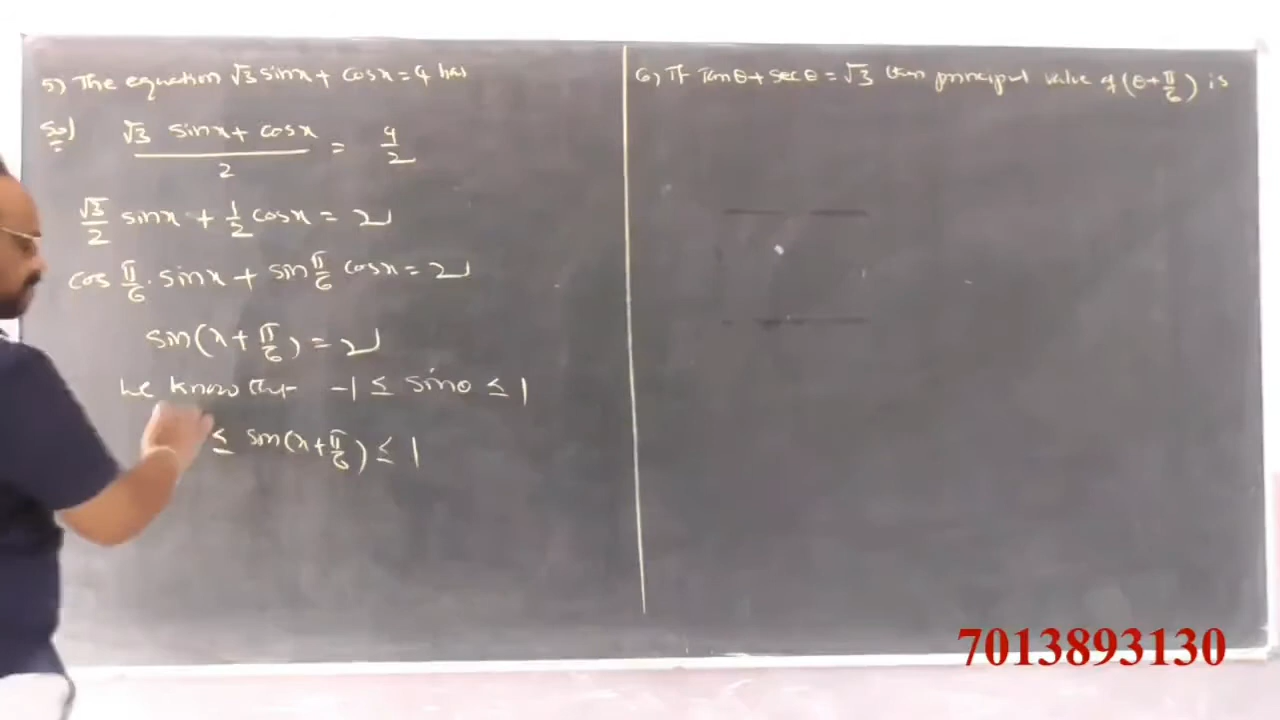 5) The equation √3 sinx + cosx = 4 has
Sol
√3 sinx + cosx / 2 = 4/2
√3/2 sinx + 1/2 cosx = 2
cos π/6 . sinx + sin π/6 cosx = 2
sin(x + π/6) = 2
We know that -1 ≤ sinθ ≤ 1
≤ sin(x + π/6) ≤ 1
6) If Tanθ + secθ = √3 then principal value of (θ + π/6) is
7013893130